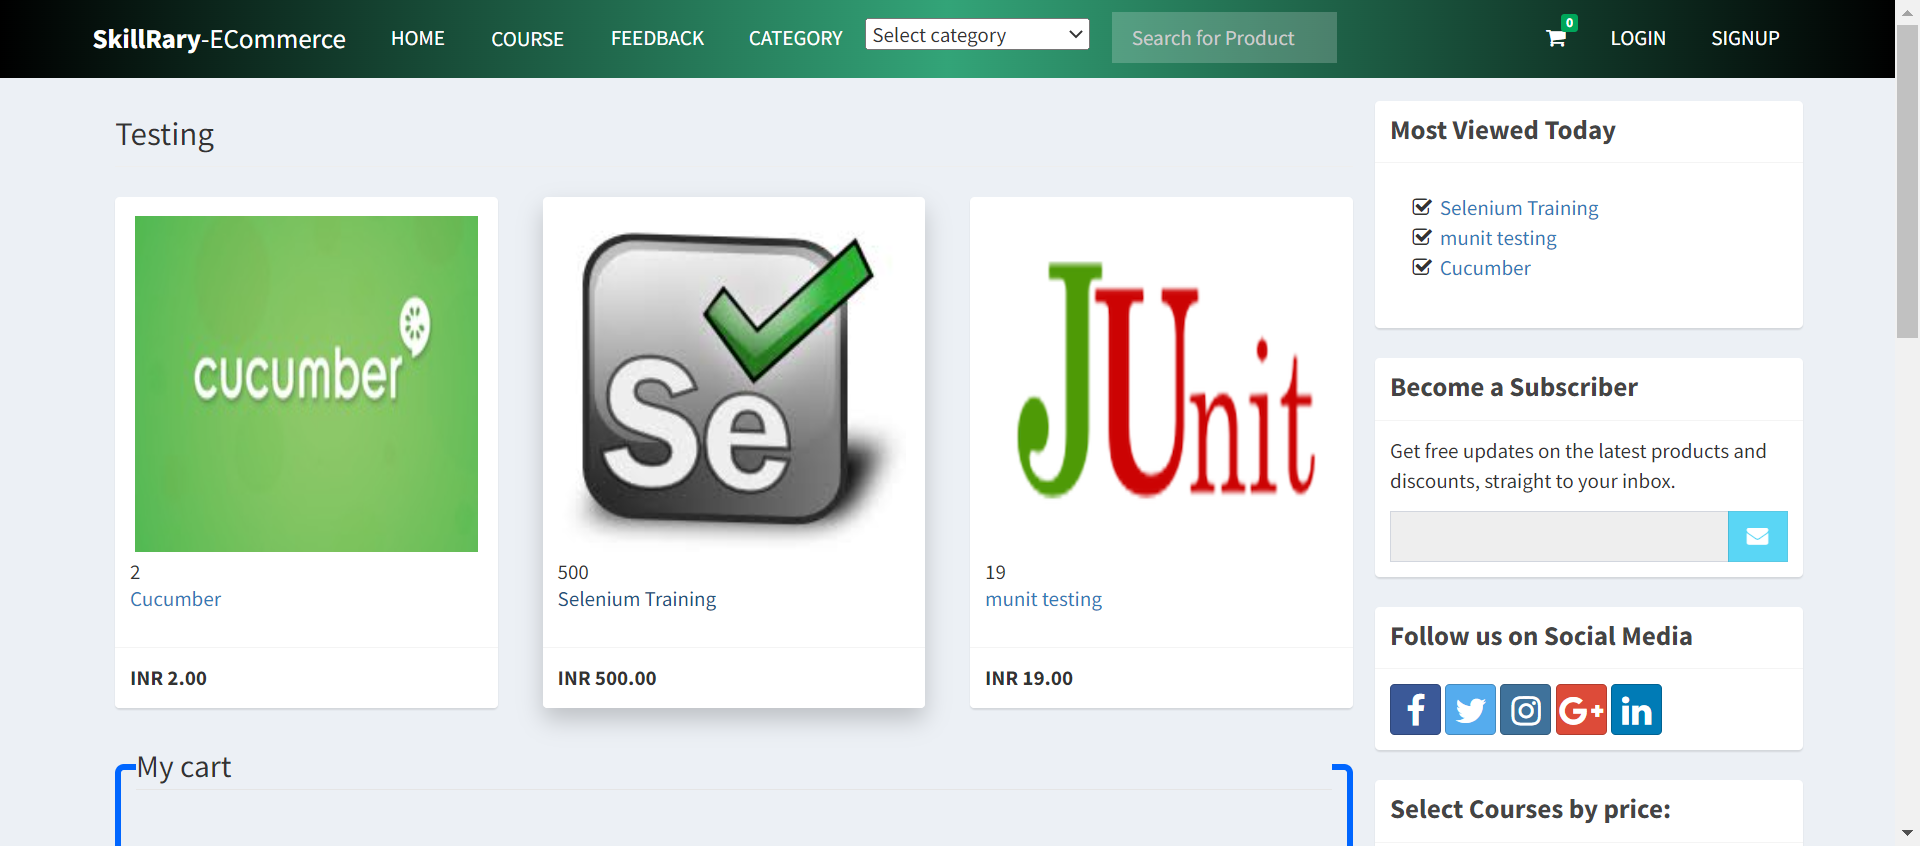 SkillRary-ECommerce HOME COURSE FEEDBACK CATEGORY Select category Search for Product 0 LOGIN SIGNUP
Testing
cucumber
2
Cucumber
INR 2.00
Se
500
Selenium Training
INR 500.00
JUnit
19
munit testing
INR 19.00
My cart
Most Viewed Today
Selenium Training
munit testing
Cucumber
Become a Subscriber
Get free updates on the latest products and
discounts, straight to your inbox.
Follow us on Social Media
f G+ in
Select Courses by price: